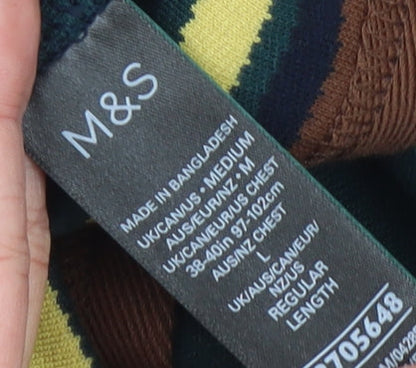 M&S
MADE IN BANGLADESH
UK/CAN/US • MEDIUM
AUS/EUR/NZ • M
UK/CAN/EUR/US CHEST
38-40in 97-102cm
AUS/NZ CHEST
L
UK/AUS/CAN/EUR/
NZ/US
REGULAR
LENGTH
705648